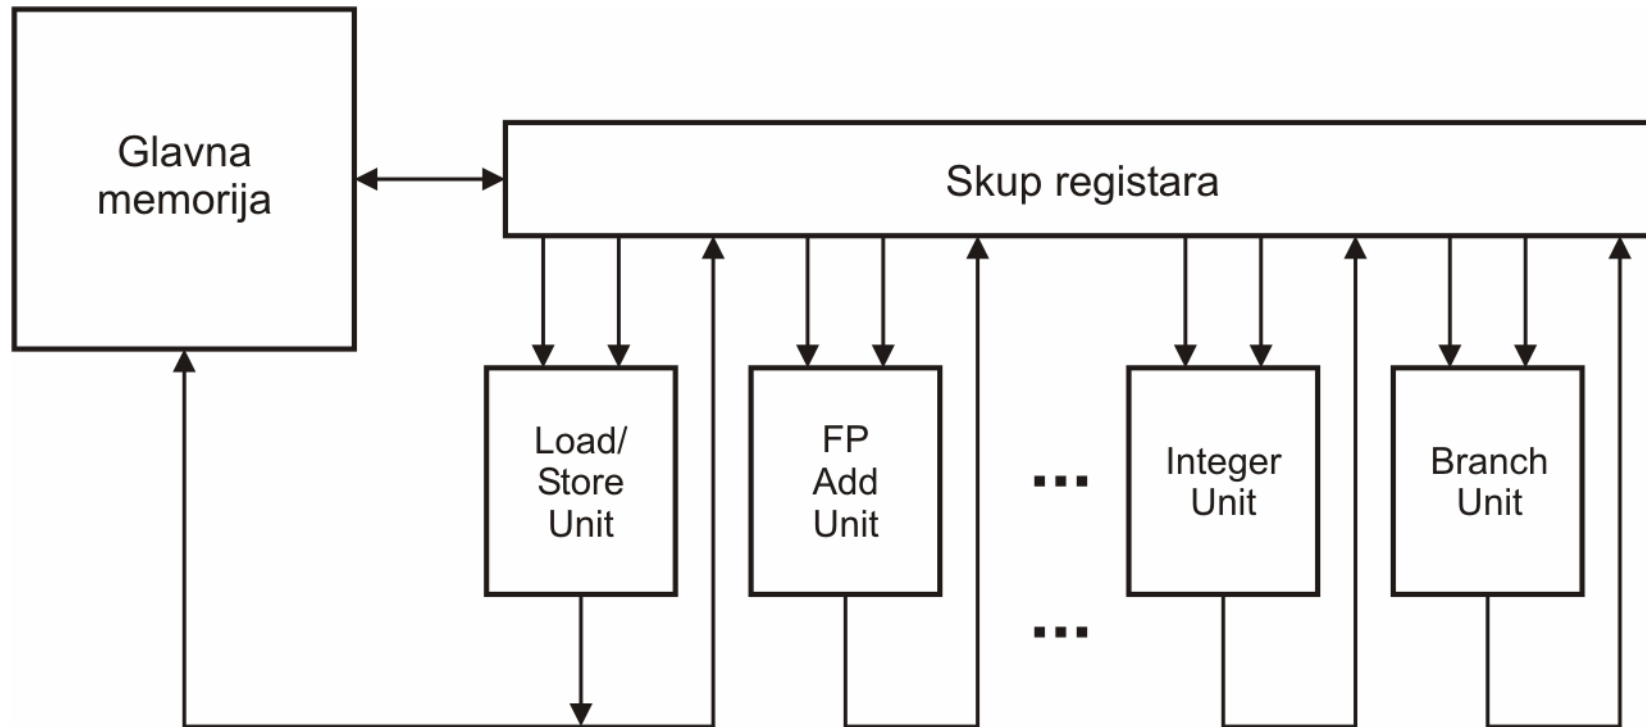 Glavna
memorija
Skup registara
Load/
Store
Unit
FP
Add
Unit
...
Integer
Unit
Branch
Unit
...